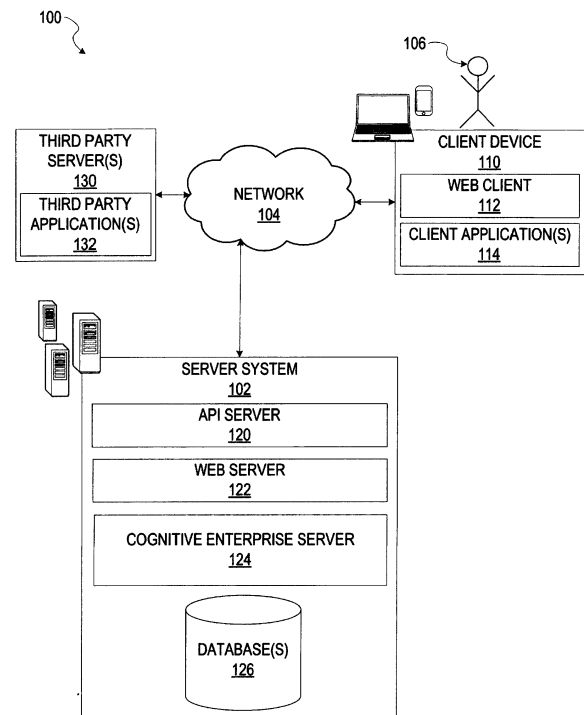 100
106
THIRD PARTY
SERVER(S)
130
THIRD PARTY
APPLICATION(S)
132
NETWORK
104
CLIENT DEVICE
110
WEB CLIENT
112
CLIENT APPLICATION(S)
114
SERVER SYSTEM
102
API SERVER
120
WEB SERVER
122
COGNITIVE ENTERPRISE SERVER
124
DATABASE(S)
126